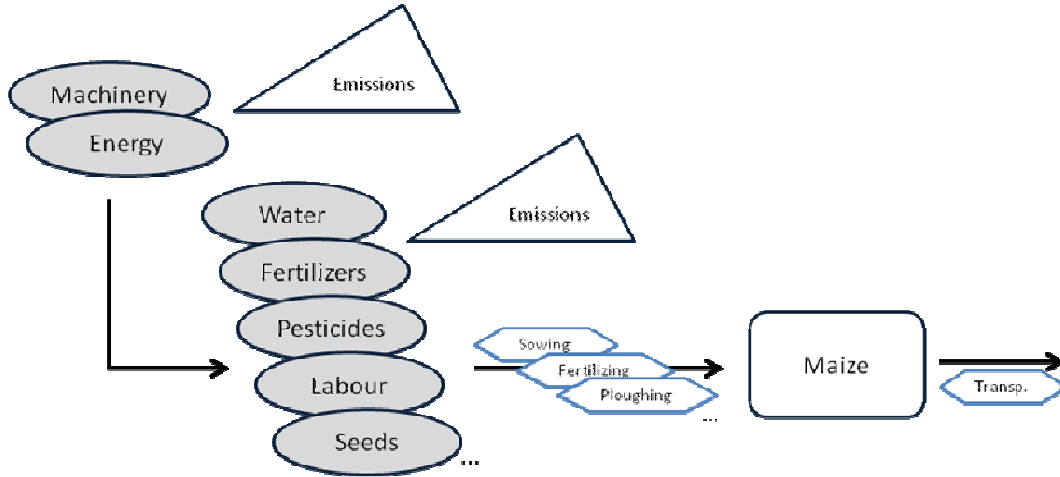 Emissions
Machinery
Energy
Emissions
Water
Fertilizers
Pesticides
Labour
Seeds
...
Sowing
Fertilizing
Ploughing
...
Maize
Transp.